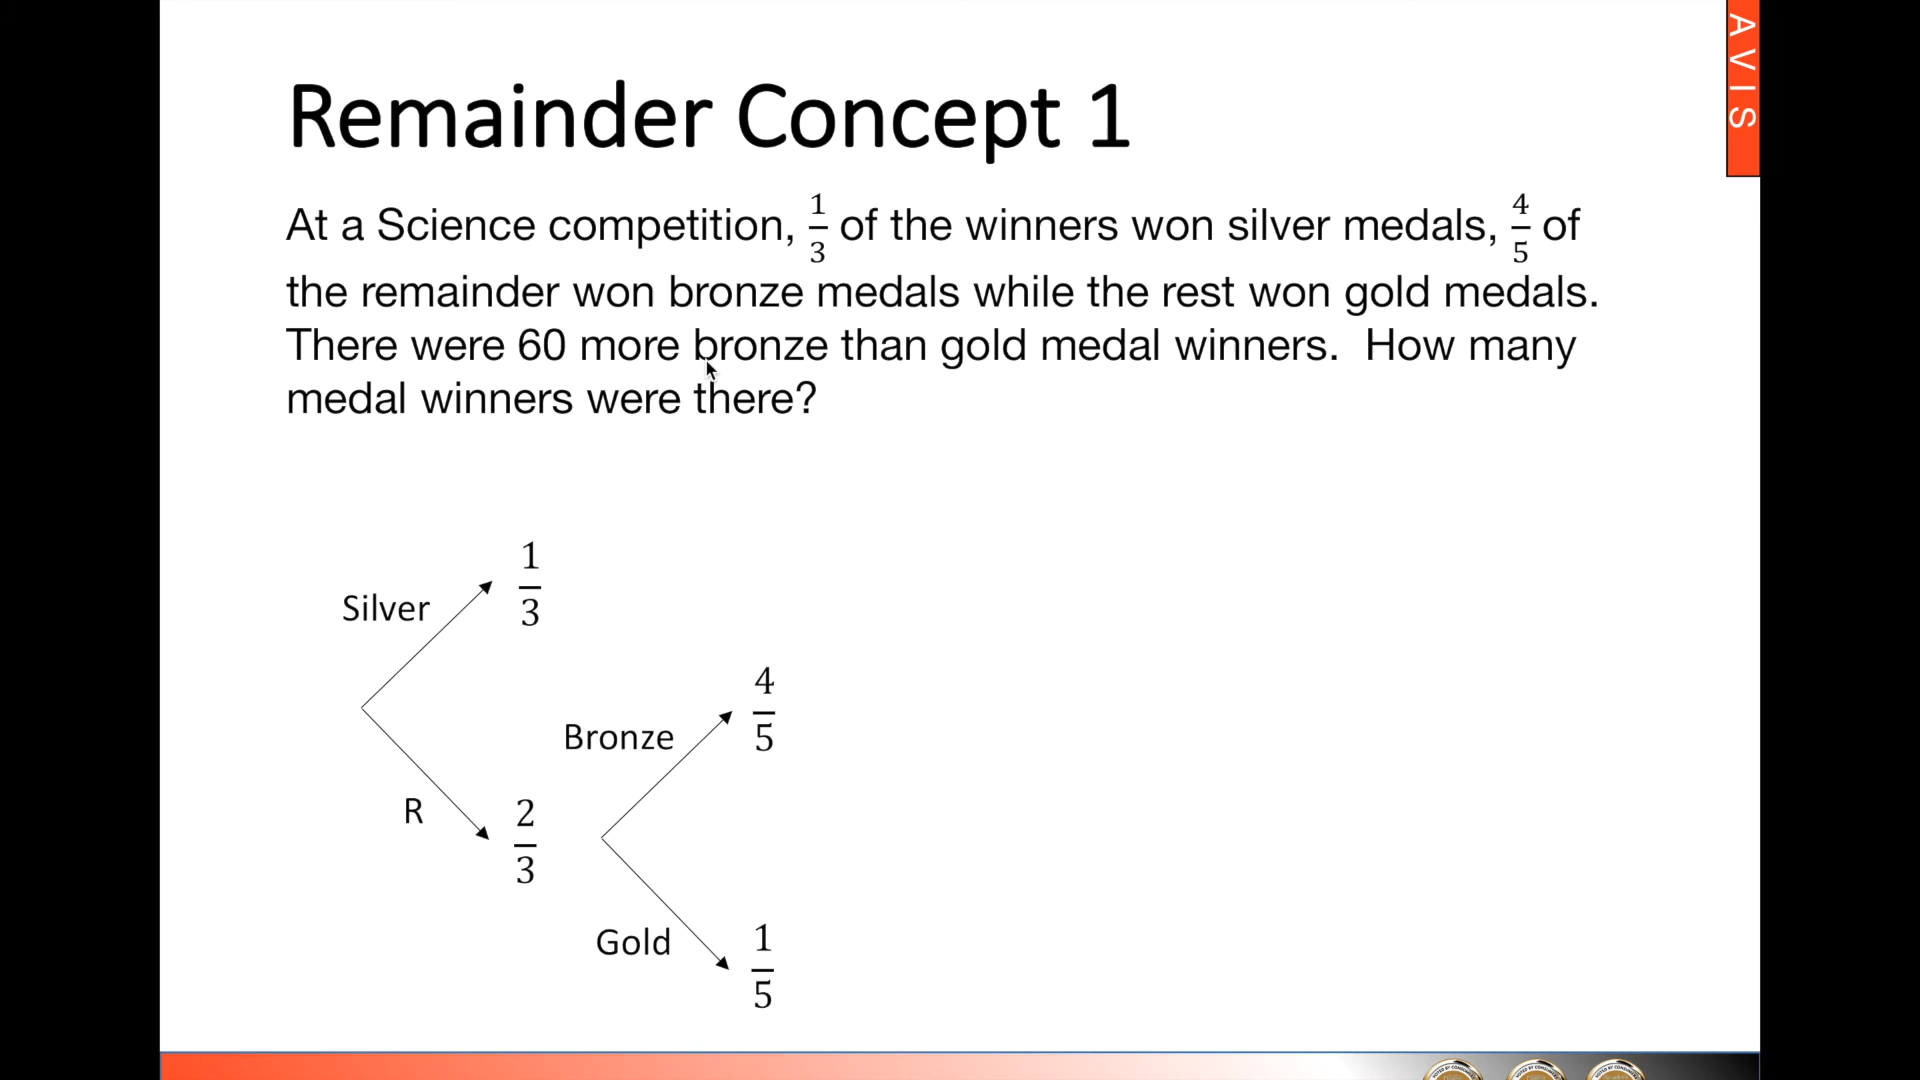 AVIS
Remainder Concept 1
At a Science competition, 1/3 of the winners won silver medals, 4/5 of
the remainder won bronze medals while the rest won gold medals.
There were 60 more bronze than gold medal winners.  How many
medal winners were there?
Silver
1/3
R
2/3
Bronze
4/5
Gold
1/5